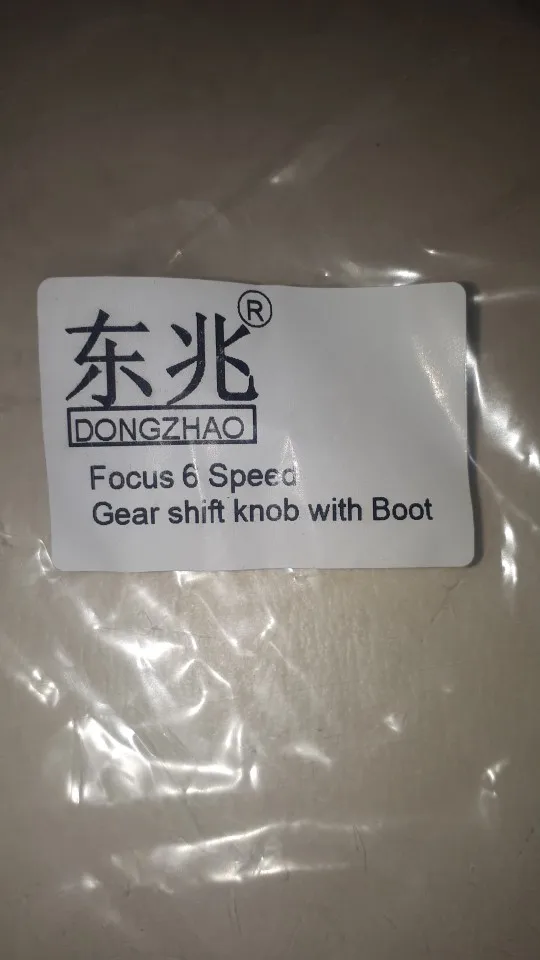 东兆®
DONGZHAO
Focus 6 Speed
Gear shift knob with Boot